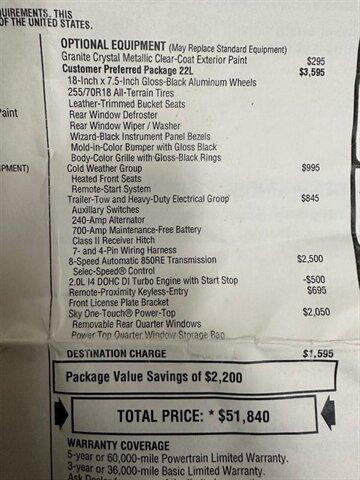 UIREMENTS. THIS
OF THE UNITED STATES.
OPTIONAL EQUIPMENT (May Replace Standard Equipment)
Granite Crystal Metallic Clear-Coat Exterior Paint $295
Customer Preferred Package 22L $3,595
18-Inch x 7.5-Inch Gloss-Black Aluminum Wheels
255/70R18 All-Terrain Tires
Leather-Trimmed Bucket Seats
Paint
Rear Window Defroster
Rear Window Wiper / Washer
Wizard-Black Instrument Panel Bezels
Mold-in-Color Bumper with Gloss Black
Body-Color Grille with Gloss-Black Rings
IPMENT) Cold Weather Group $995
Heated Front Seats
Remote-Start System
Trailer-Tow and Heavy-Duty Electrical Group $845
Auxiliary Switches
240-Amp Alternator
700-Amp Maintenance-Free Battery
Class II Receiver Hitch
7- and 4-Pin Wiring Harness
8-Speed Automatic 850RE Transmission $2,500
Selec-Speed® Control
2.0L I4 DOHC DI Turbo Engine with Start Stop -$500
Remote-Proximity Keyless-Entry $695
Front License Plate Bracket
Sky One-Touch® Power-Top $2,050
Removable Rear Quarter Windows
Power Top Quarter Window Storage Bag
DESTINATION CHARGE $1,595
Package Value Savings of $2,200
TOTAL PRICE: * $51,840
WARRANTY COVERAGE
5-year or 60,000-mile Powertrain Limited Warranty.
3-year or 36,000-mile Basic Limited Warranty.